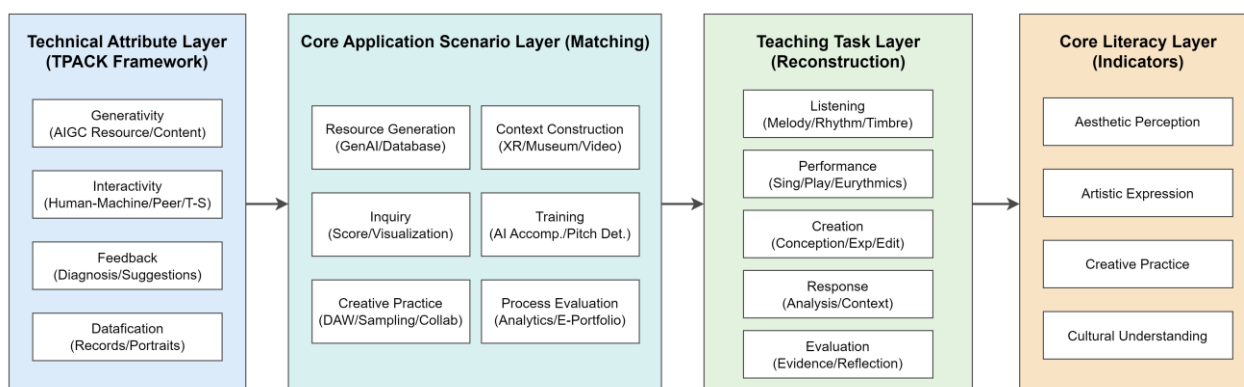 Technical Attribute Layer
(TPACK Framework)
Generativity
(AIGC Resource/Content)
Interactivity
(Human-Machine/Peer/T-S)
Feedback
(Diagnosis/Suggestions)
Datafication
(Records/Portraits)
Core Application Scenario Layer (Matching)
Resource Generation
(GenAI/Database)
Context Construction
(XR/Museum/Video)
Inquiry
(Score/Visualization)
Training
(AI Accomp./Pitch Det.)
Creative Practice
(DAW/Sampling/Collab)
Process Evaluation
(Analytics/E-Portfolio)
Teaching Task Layer
(Reconstruction)
Listening
(Melody/Rhythm/Timbre)
Performance
(Sing/Play/Eurythmics)
Creation
(Conception/Exp/Edit)
Response
(Analysis/Context)
Evaluation
(Evidence/Reflection)
Core Literacy Layer
(Indicators)
Aesthetic Perception
Artistic Expression
Creative Practice
Cultural Understanding